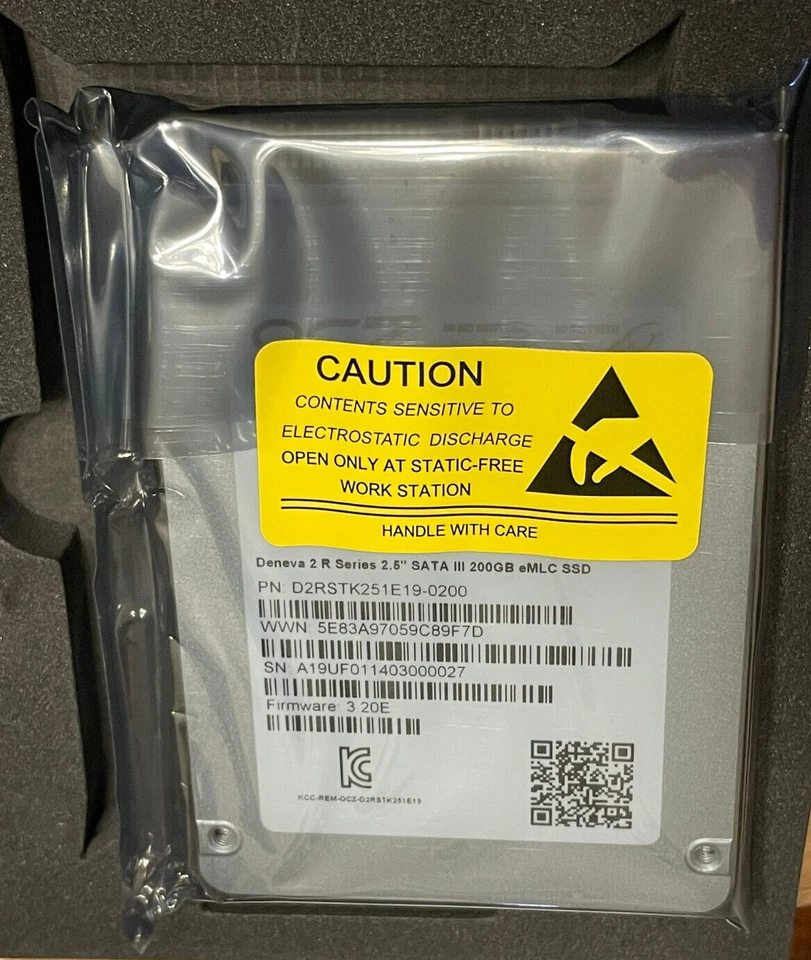 OCZ
CAUTION
CONTENTS SENSITIVE TO
ELECTROSTATIC DISCHARGE
OPEN ONLY AT STATIC-FREE
WORK STATION
HANDLE WITH CARE
Deneva 2 R Series 2.5" SATA III 200GB eMLC SSD
PN: D2RSTK251E19-0200
WWN: 5E83A97059C89F7D
SN: A19UF011403000027
Firmware: 3.20E
KCC-REM-OCZ-D2RSTK251E19